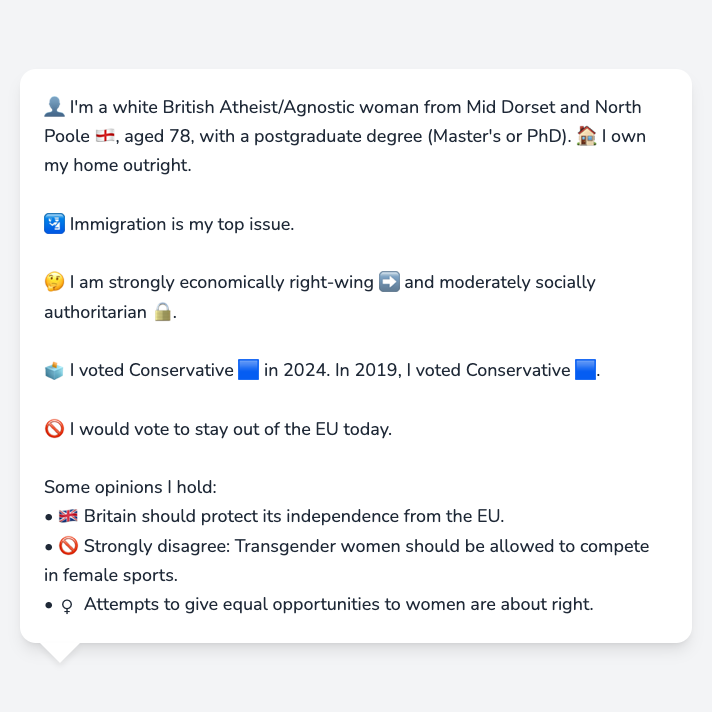 👤 I'm a white British Atheist/Agnostic woman from Mid Dorset and North
Poole 🏴󠁧󠁢󠁥󠁮󠁧󠁿, aged 78, with a postgraduate degree (Master's or PhD). 🏠 I own
my home outright.
🛂 Immigration is my top issue.
🤔 I am strongly economically right-wing ➡️ and moderately socially
authoritarian 🔒.
🗳️ I voted Conservative 🟦 in 2024. In 2019, I voted Conservative 🟦.
🚫 I would vote to stay out of the EU today.
Some opinions I hold:
• 🇬🇧 Britain should protect its independence from the EU.
• 🚫 Strongly disagree: Transgender women should be allowed to compete
in female sports.
• ♀ Attempts to give equal opportunities to women are about right.